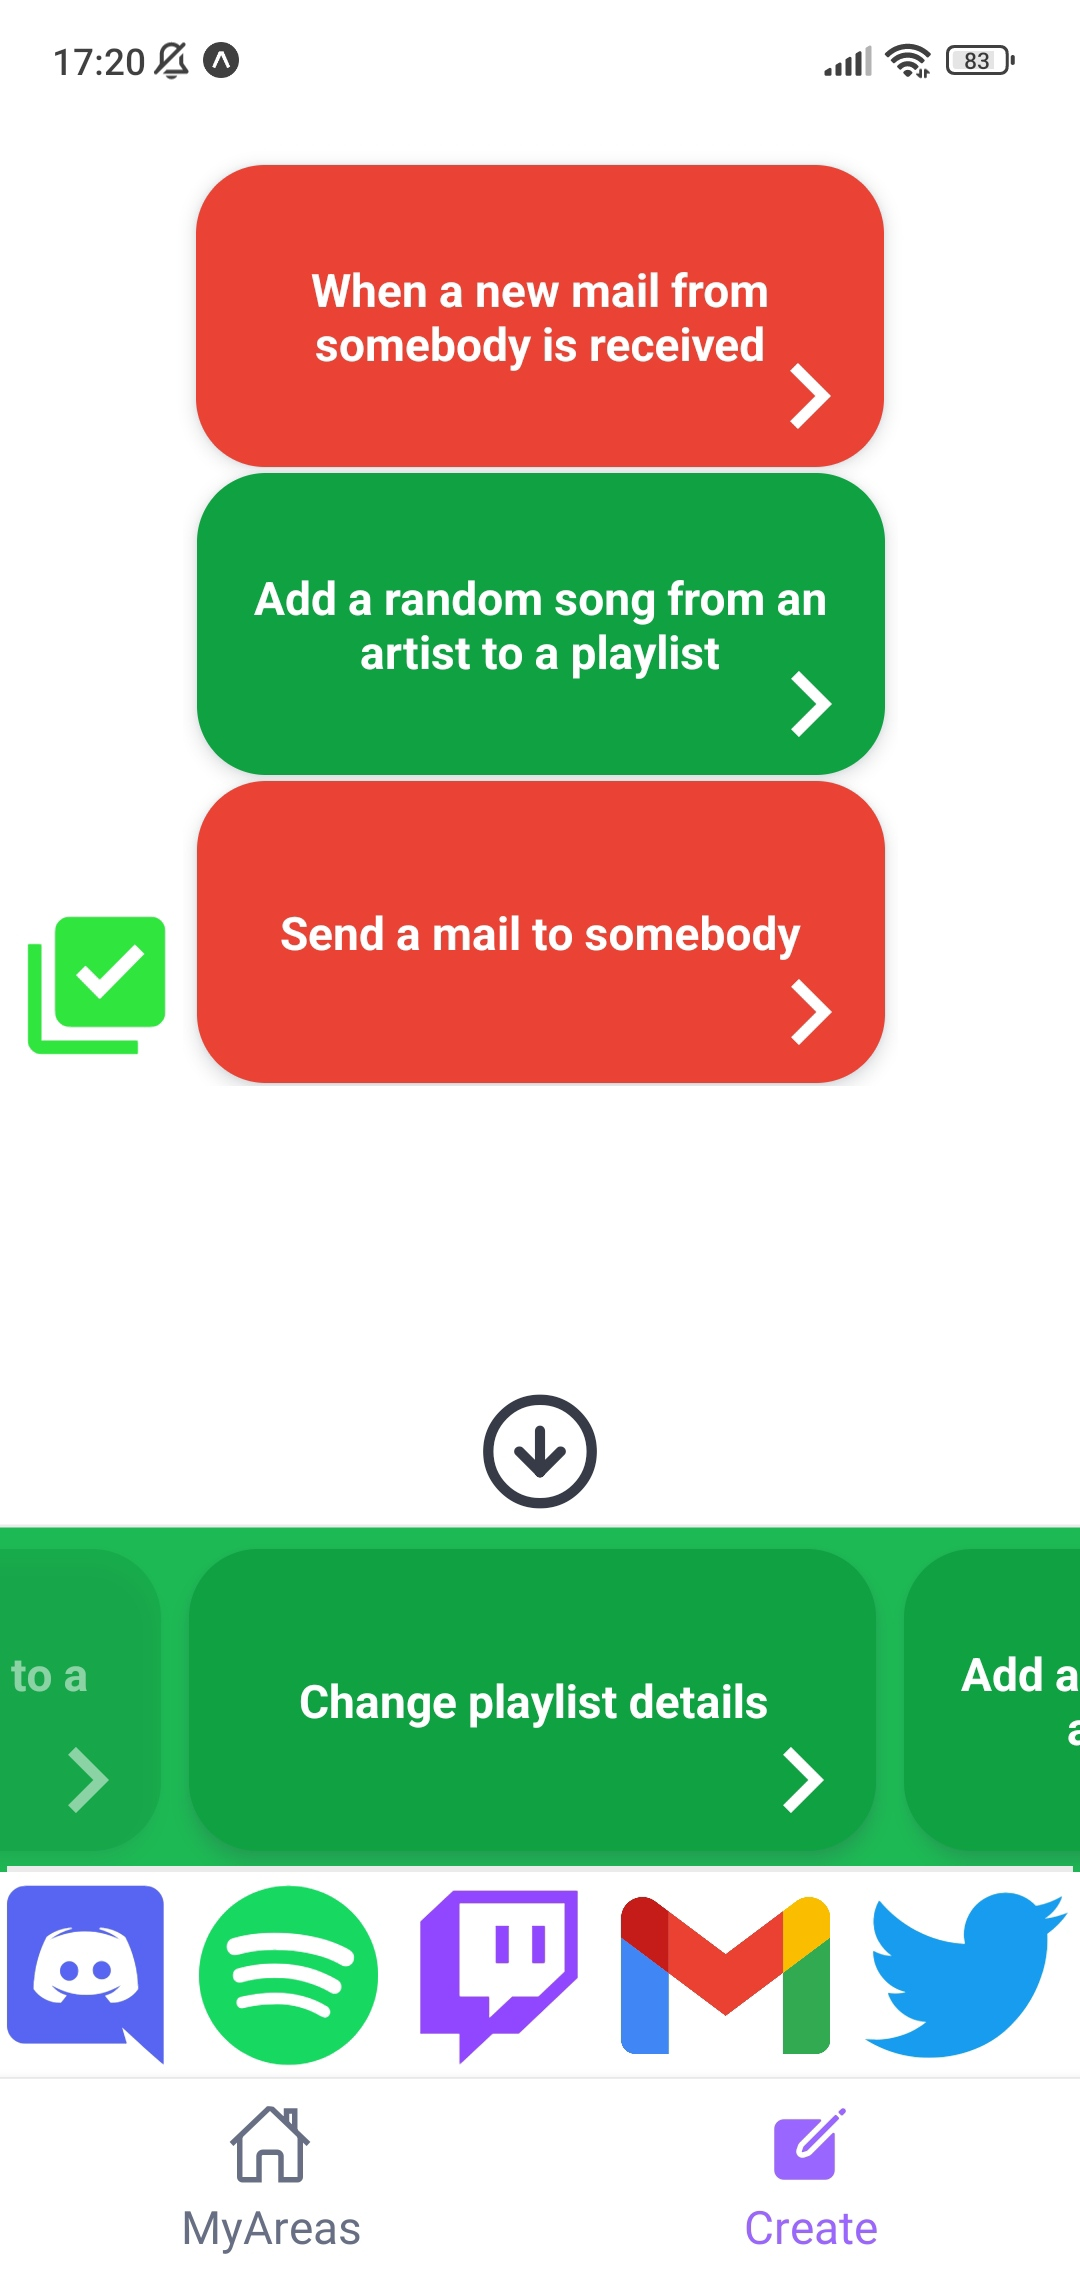 17:20
83
When a new mail from
somebody is received
Add a random song from an
artist to a playlist
Send a mail to somebody
to a
Change playlist details
Add a
MyAreas
Create